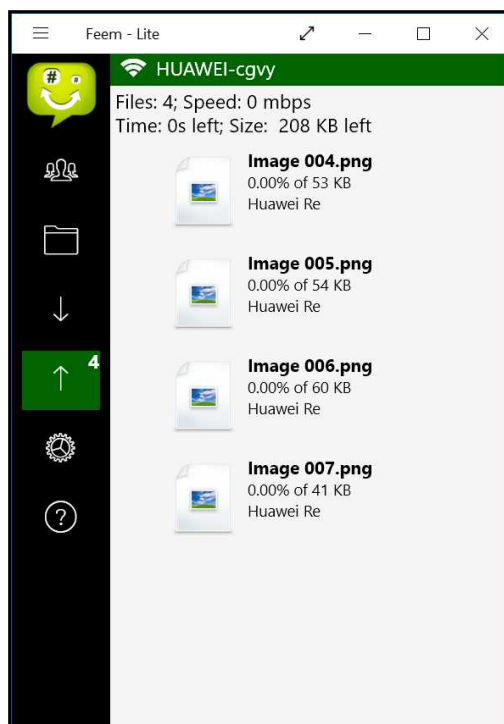 Feem - Lite
#
HUAWEI-cgvy
Files: 4; Speed: 0 mbps
Time: 0s left; Size: 208 KB left
Image 004.png
0.00% of 53 KB
Huawei Re
Image 005.png
0.00% of 54 KB
Huawei Re
4
Image 006.png
0.00% of 60 KB
Huawei Re
Image 007.png
0.00% of 41 KB
Huawei Re
?